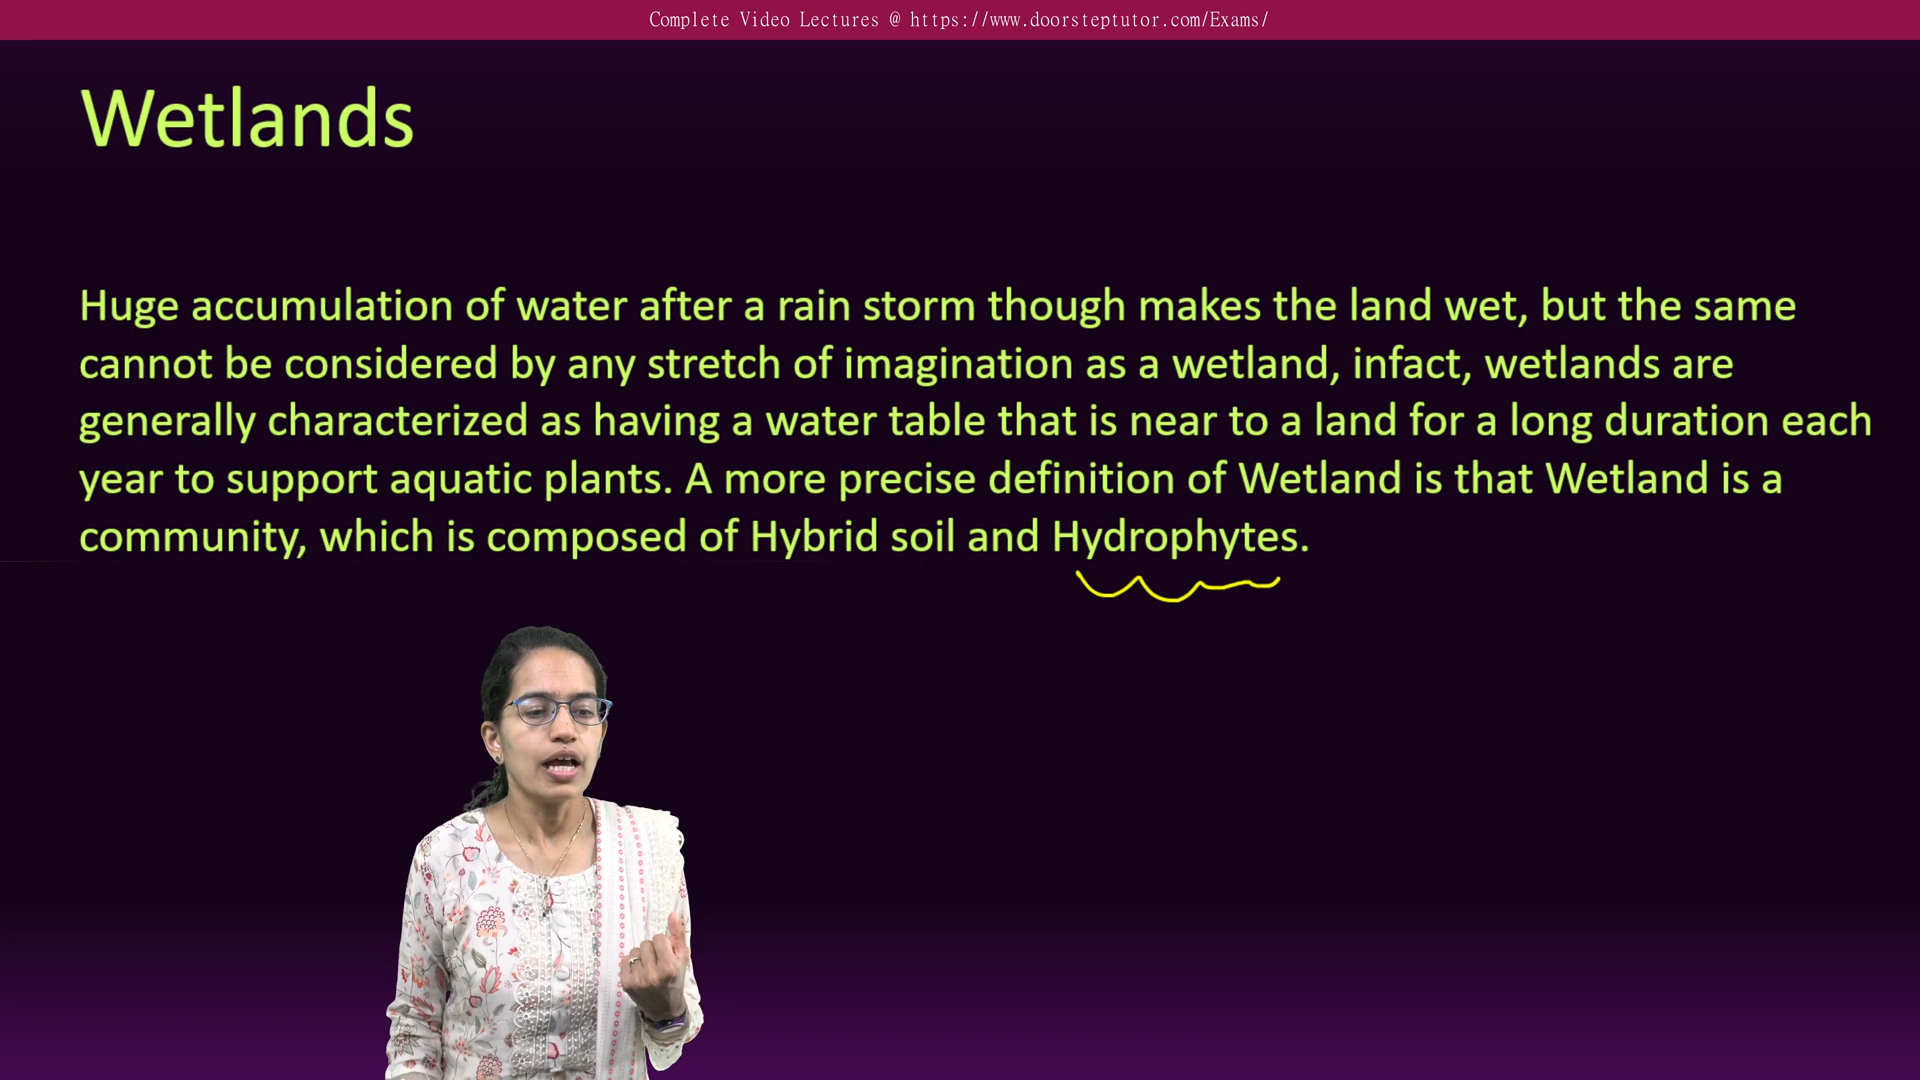 Complete Video Lectures @ https://www.doorsteptutor.com/Exams/
Wetlands
Huge accumulation of water after a rain storm though makes the land wet, but the same
cannot be considered by any stretch of imagination as a wetland, infact, wetlands are
generally characterized as having a water table that is near to a land for a long duration each
year to support aquatic plants. A more precise definition of Wetland is that Wetland is a
community, which is composed of Hybrid soil and Hydrophytes.